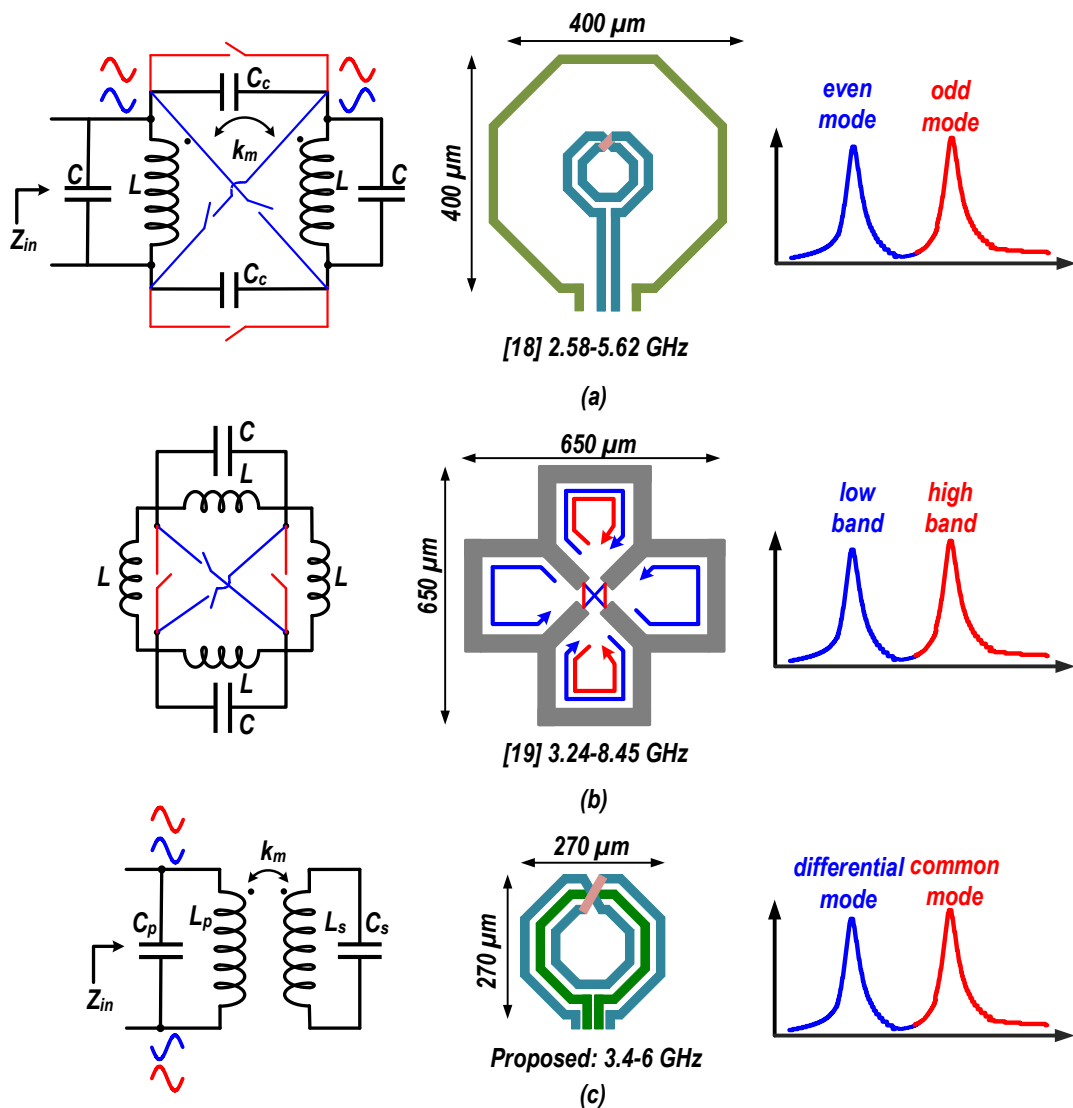 400 µm
C_c
even
mode
odd
mode
k_m
C
L
L
C
400 µm
Z_in
C_c
[18] 2.58-5.62 GHz
(a)
650 µm
C
L
low
band
high
band
L
L
650 µm
L
C
[19] 3.24-8.45 GHz
(b)
270 µm
k_m
differential
mode
common
mode
C_p
L_p
L_s
C_s
270 µm
Z_in
Proposed: 3.4-6 GHz
(c)